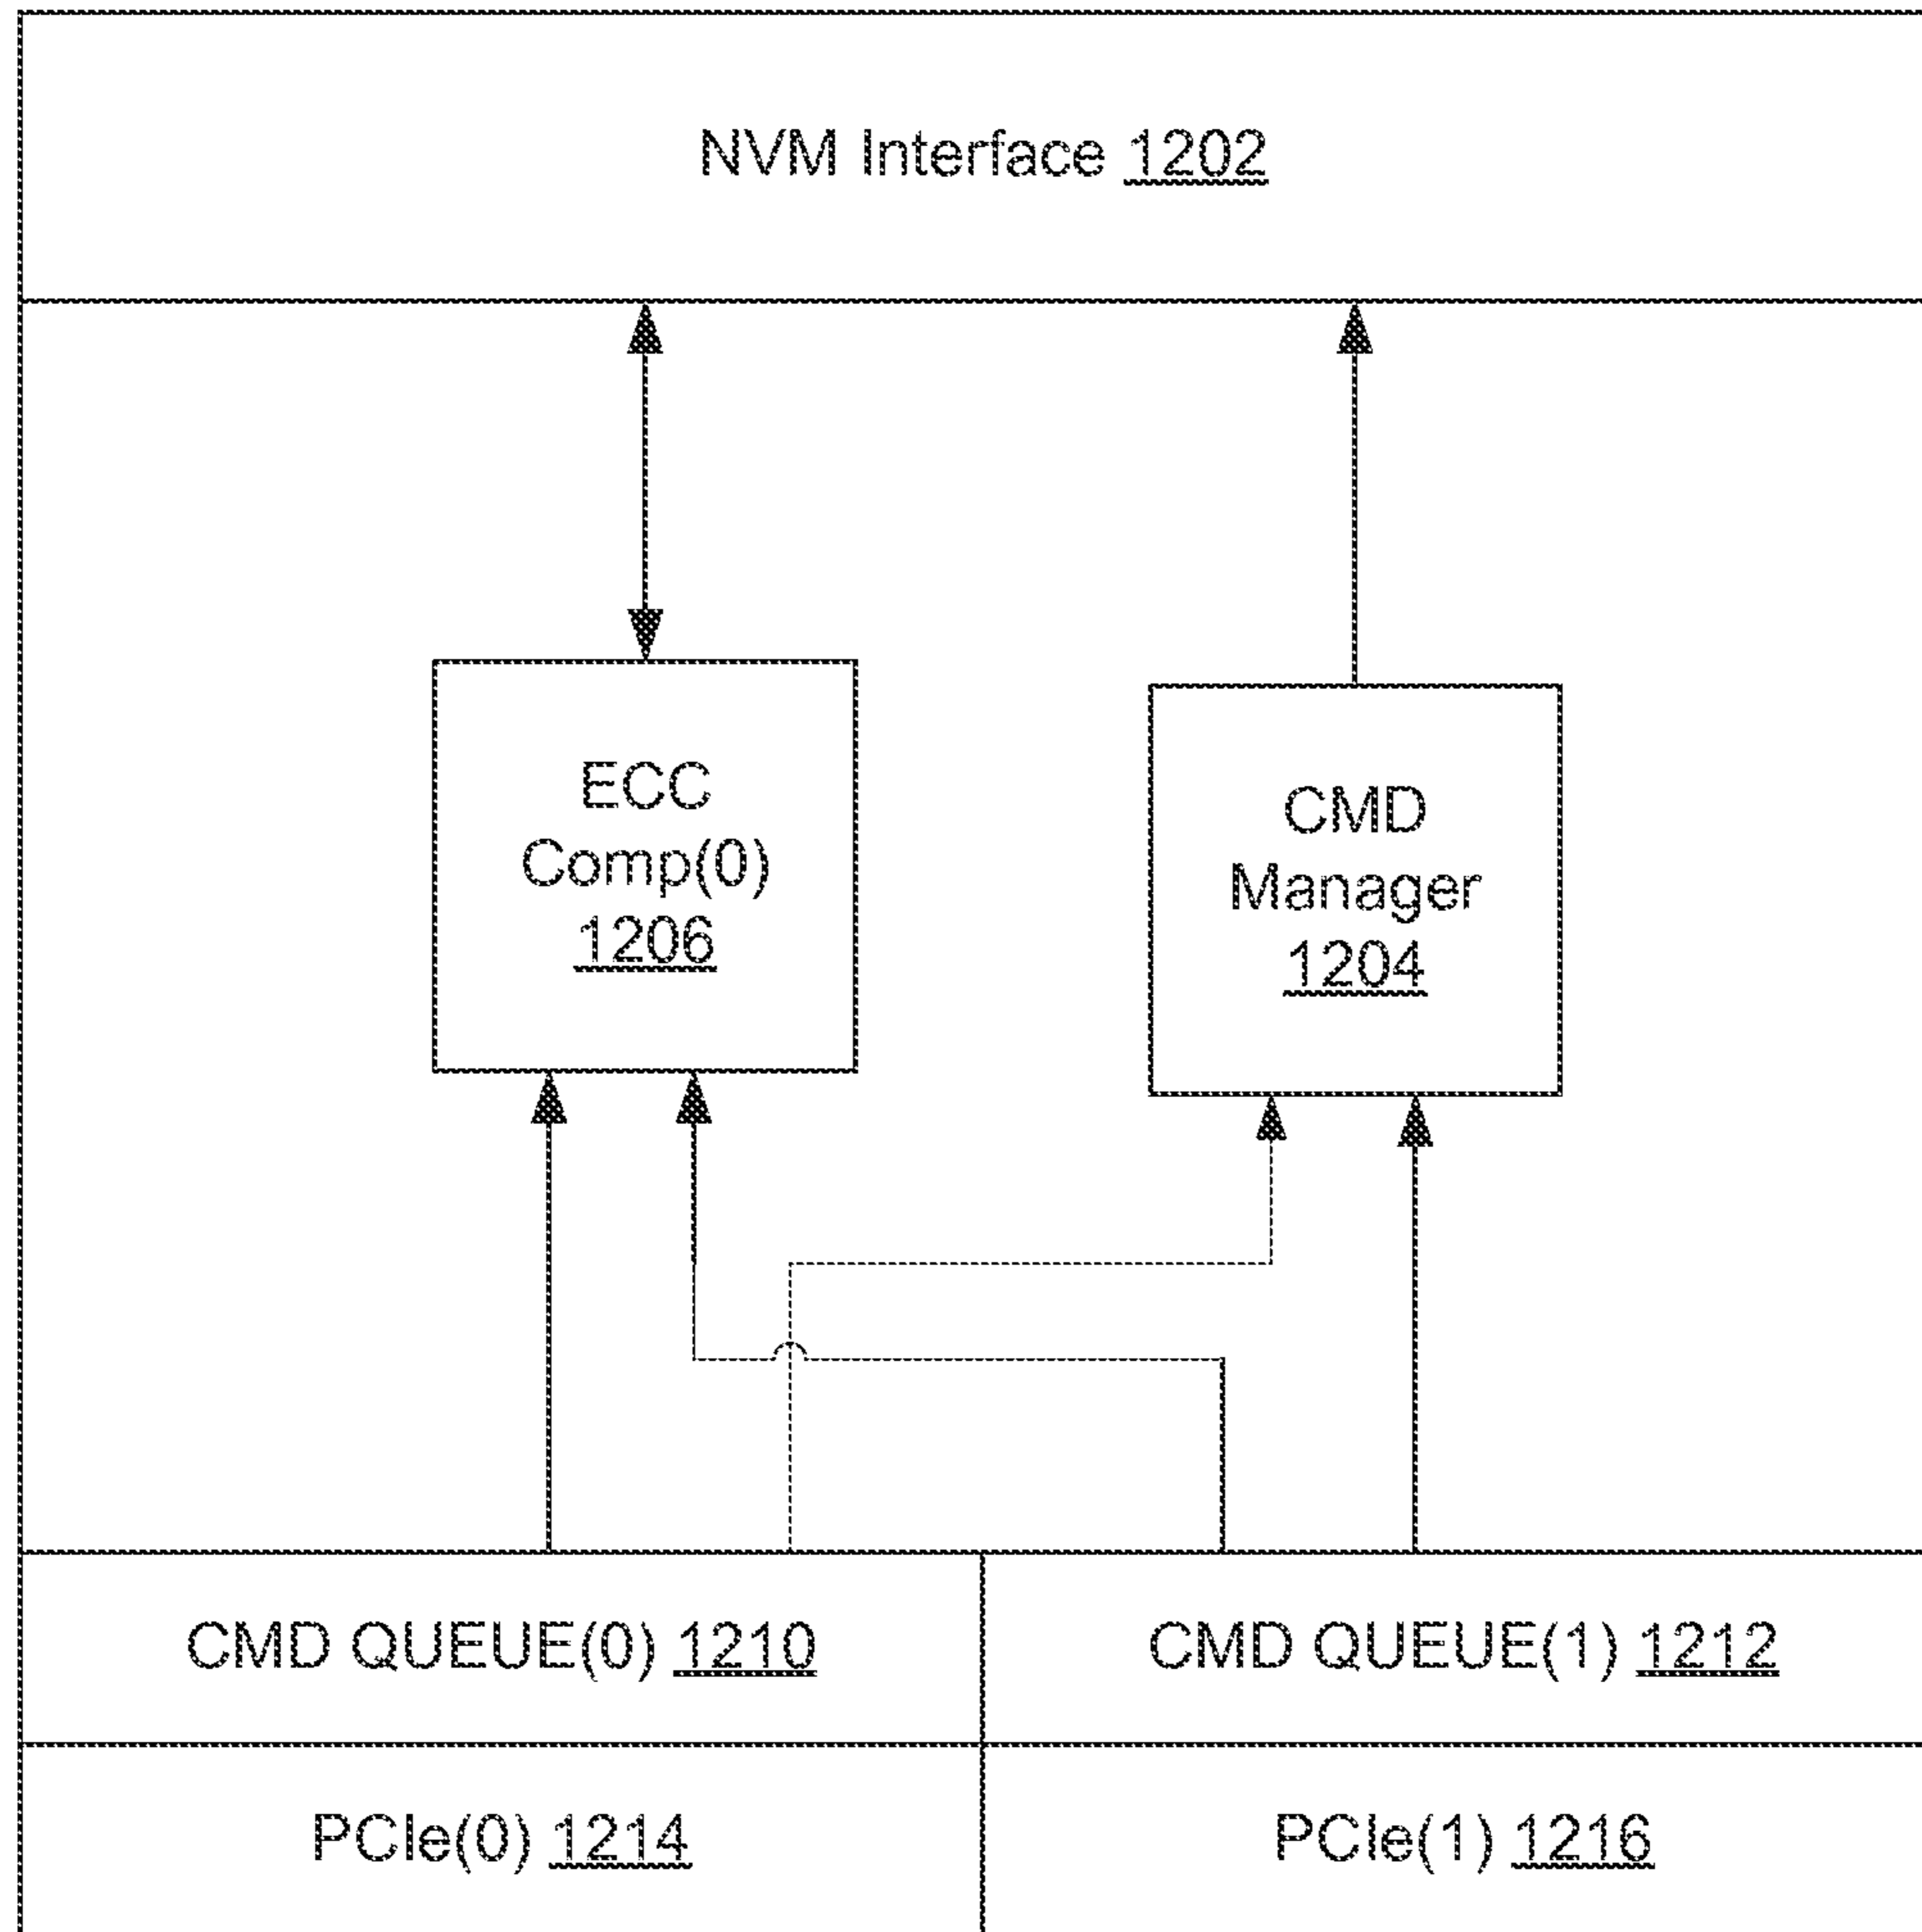 NVM Interface 1202
ECC
Comp(0)
1206
CMD
Manager
1204
CMD QUEUE(0) 1210
CMD QUEUE(1) 1212
PCIe(0) 1214
PCIe(1) 1216